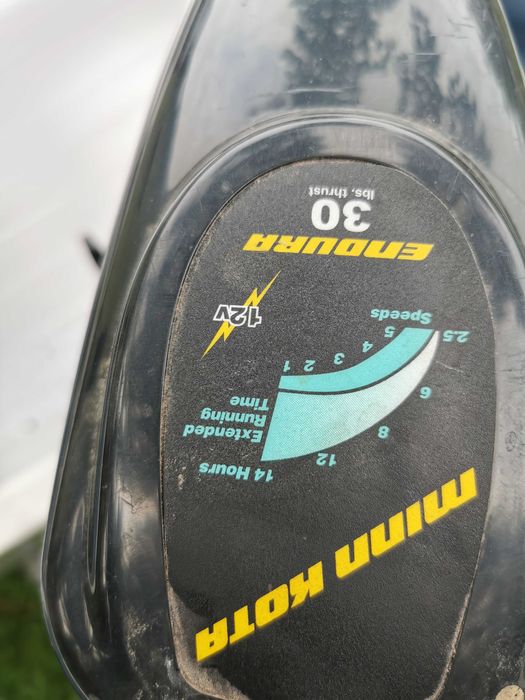 MINN KOTA
14 Hours
12
8
6
2.5
Extended
Running
Time
1
2
3
4
5
Speeds
12v
ENDURA
30
lbs. thrust